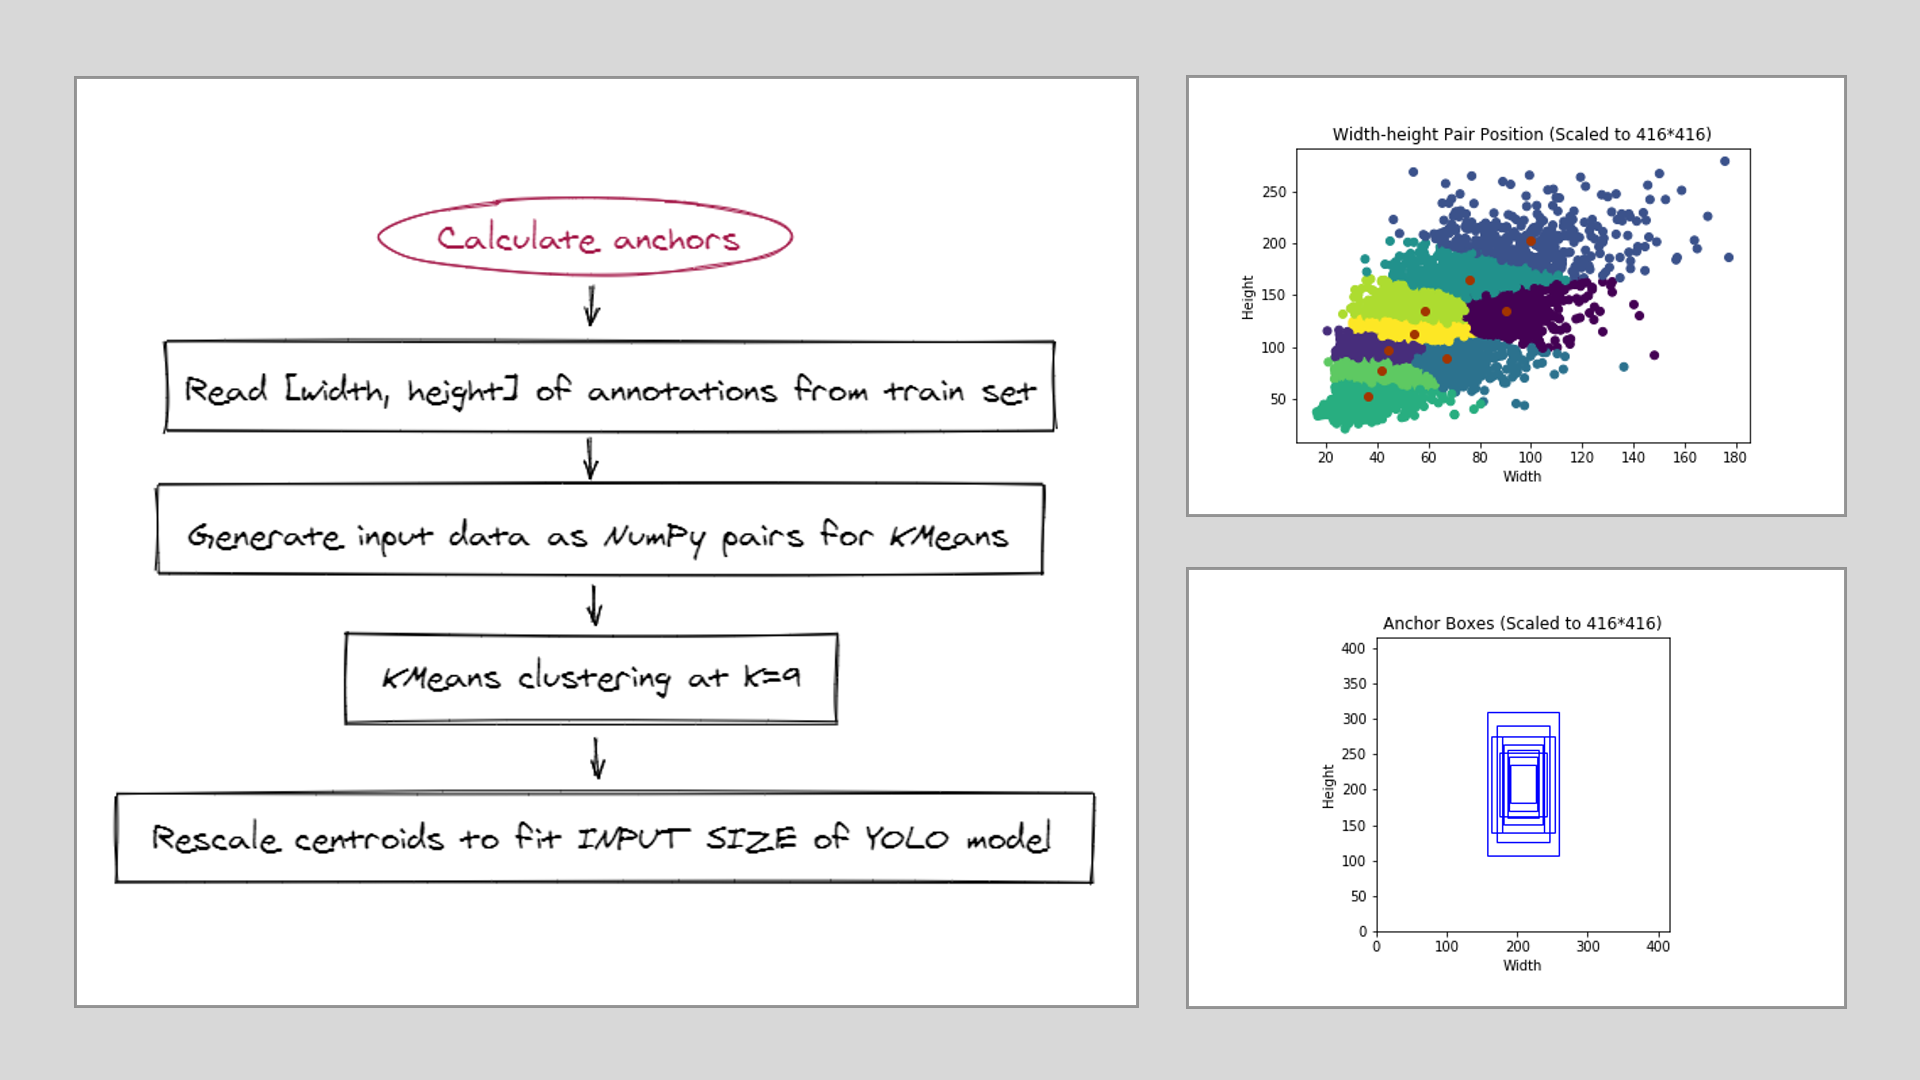 Calculate anchors
Read [width, height] of annotations from train set
Generate input data as NumPy pairs for KMeans
KMeans clustering at k=9
Rescale centroids to fit INPUT SIZE of YOLO model
Width-height Pair Position (Scaled to 416*416)
Height
250
200
150
100
50
20 40 60 80 100 120 140 160 180
Width
Anchor Boxes (Scaled to 416*416)
Height
400
350
300
250
200
150
100
50
0
0 100 200 300 400
Width